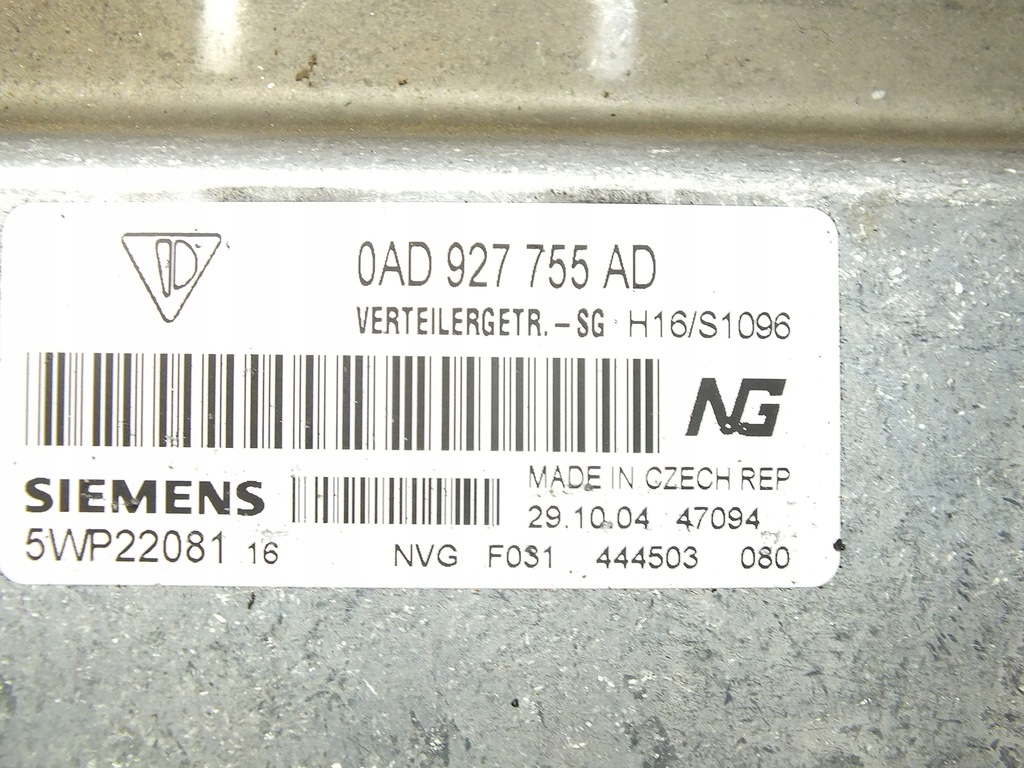 0AD 927 755 AD
VERTEILERGETR.-SG H16/S1096
NG
SIEMENS
MADE IN CZECH REP
29.10.04 47094
5WP22081 16
NVG F031 444503 080